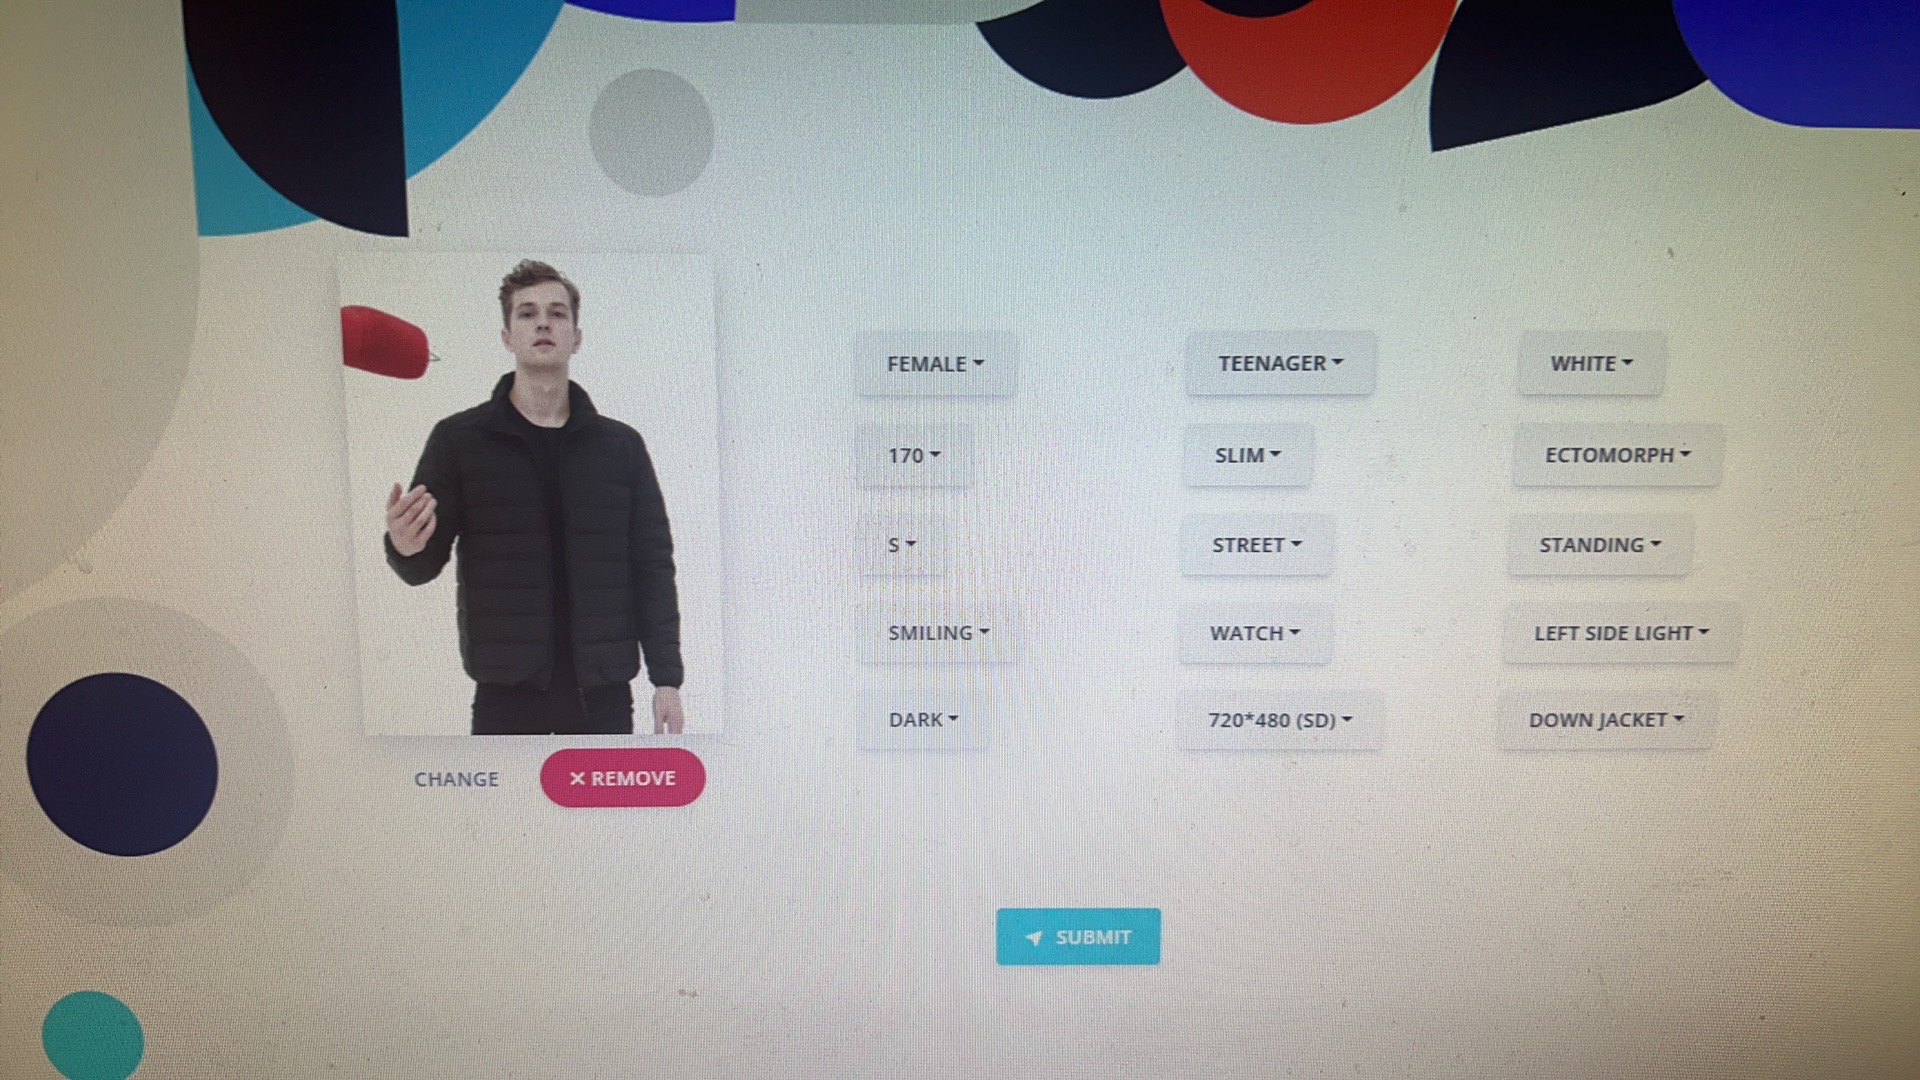 FEMALE TEENAGER WHITE
170 SLIM ECTOMORPH
S STREET STANDING
SMILING WATCH LEFT SIDE LIGHT
DARK 720*480 (SD) DOWN JACKET
CHANGE × REMOVE
SUBMIT